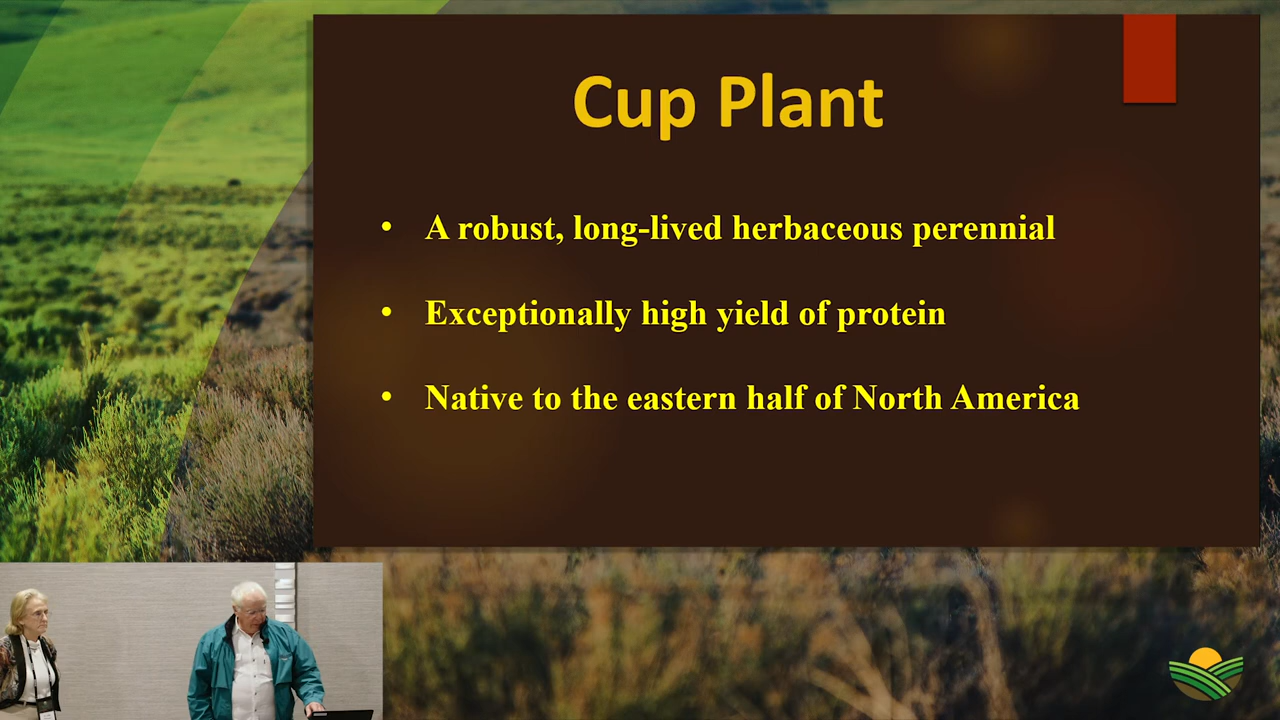 Cup Plant
• A robust, long-lived herbaceous perennial
• Exceptionally high yield of protein
• Native to the eastern half of North America